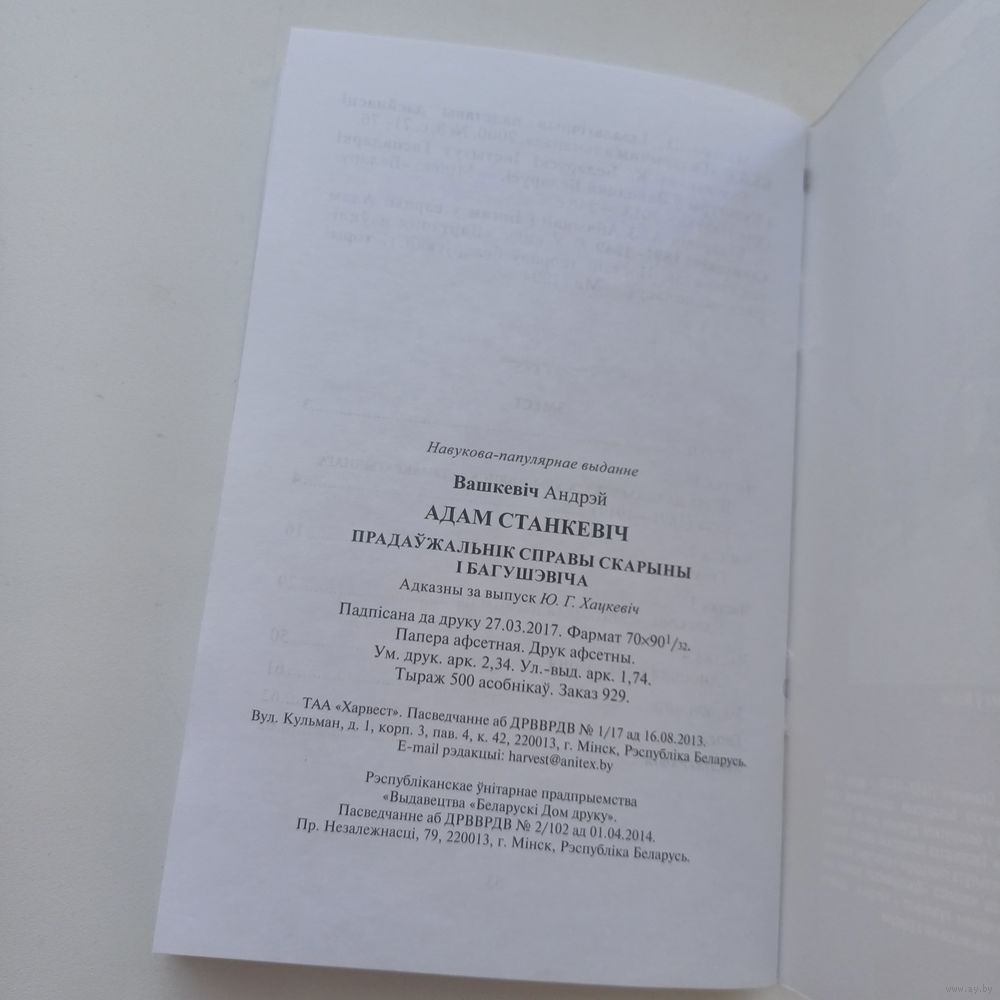 Навукова-папулярнае выданне
Вашкевіч Андрэй
АДАМ СТАНКЕВІЧ
ПРАДАЎЖАЛЬНІК СПРАВЫ СКАРЫНЫ
І БАГУШЭВІЧА
Адказны за выпуск Ю. Г. Хацкевіч
Падпісана да друку 27.03.2017. Фармат 70×90¹/₃₂.
Папера афсетная. Друк афсетны.
Ум. друк. арк. 2,34. Ул.-выд. арк. 1,74.
Тыраж 500 асобнікаў. Заказ 929.
ТАА «Харвест». Пасведчанне аб ДРВВРДВ № 1/17 ад 16.08.2013.
Вул. Кульман, д. 1, корп. 3, пав. 4, к. 42, 220013, г. Мінск, Рэспубліка Беларусь.
E-mail рэдакцыі: harvest@anitex.by
Рэспубліканскае ўнітарнае прадпрыемства
«Выдавецтва «Беларускі Дом друку».
Пасведчанне аб ДРВВРДВ № 2/102 ад 01.04.2014.
Пр. Незалежнасці, 79, 220013, г. Мінск, Рэспубліка Беларусь.
www.ay.by